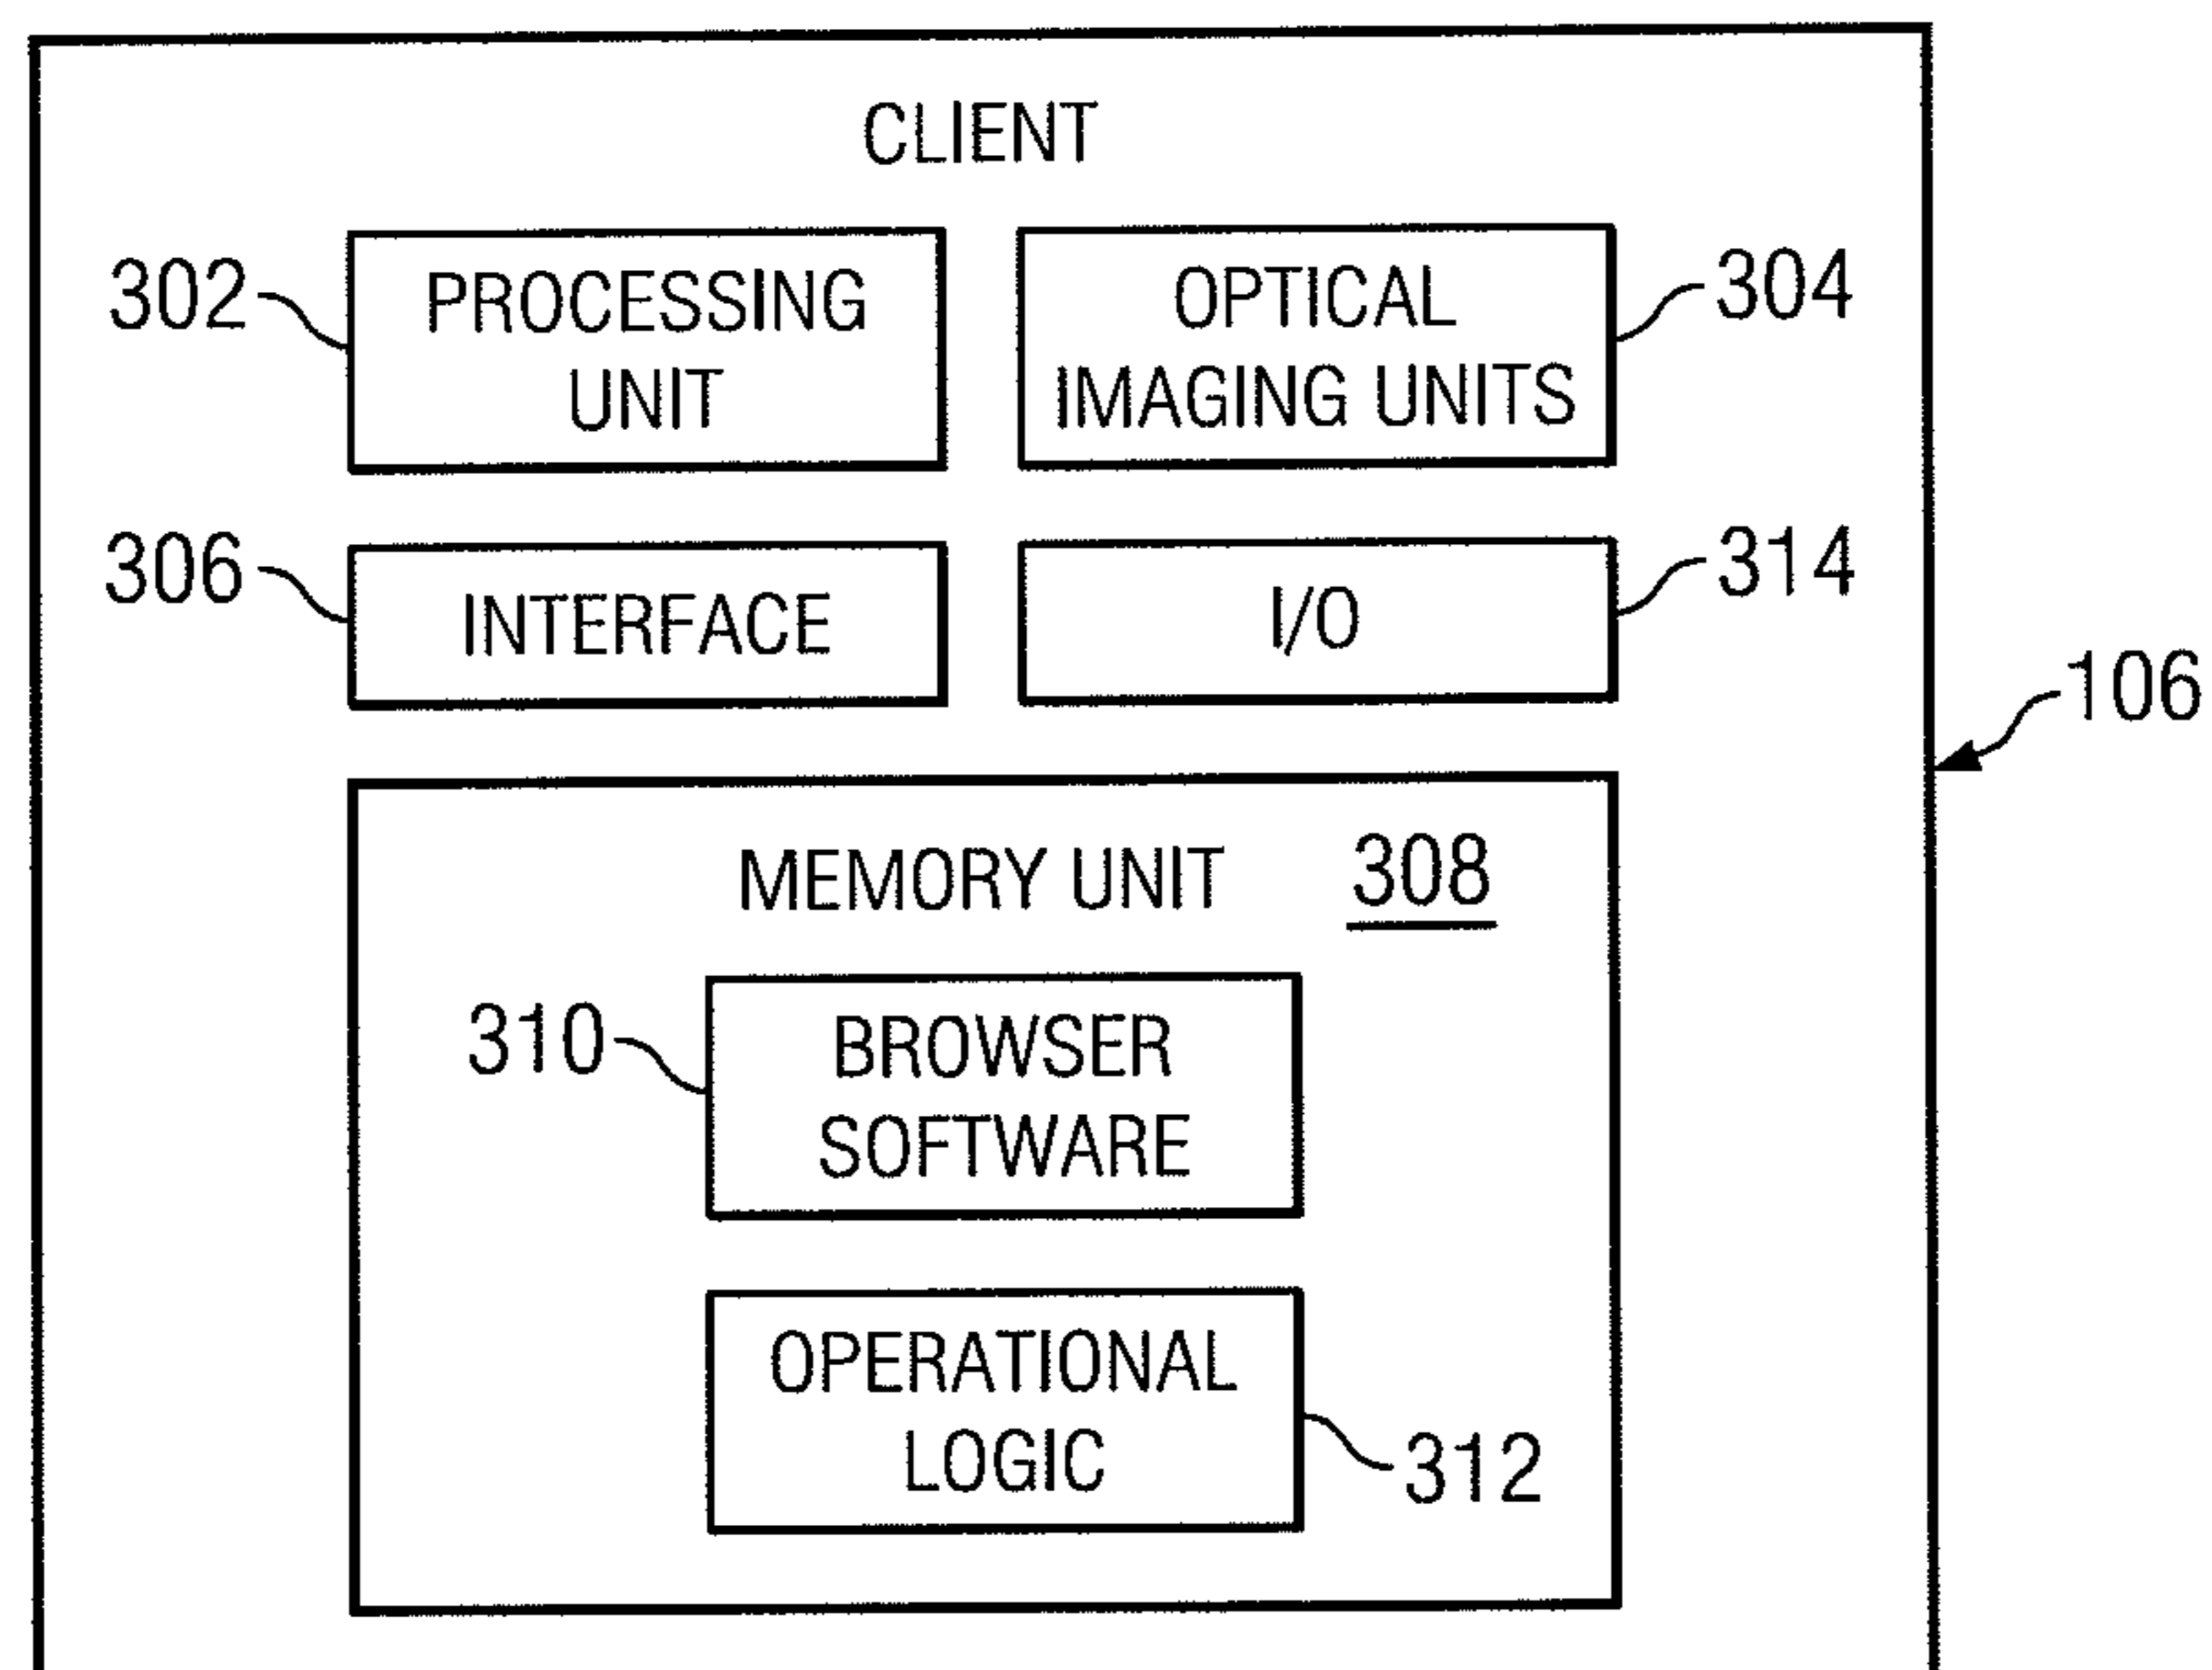 CLIENT
302
PROCESSING
UNIT
OPTICAL
IMAGING UNITS
304
306
INTERFACE
I/O
314
106
MEMORY UNIT
308
310
BROWSER
SOFTWARE
OPERATIONAL
LOGIC
312